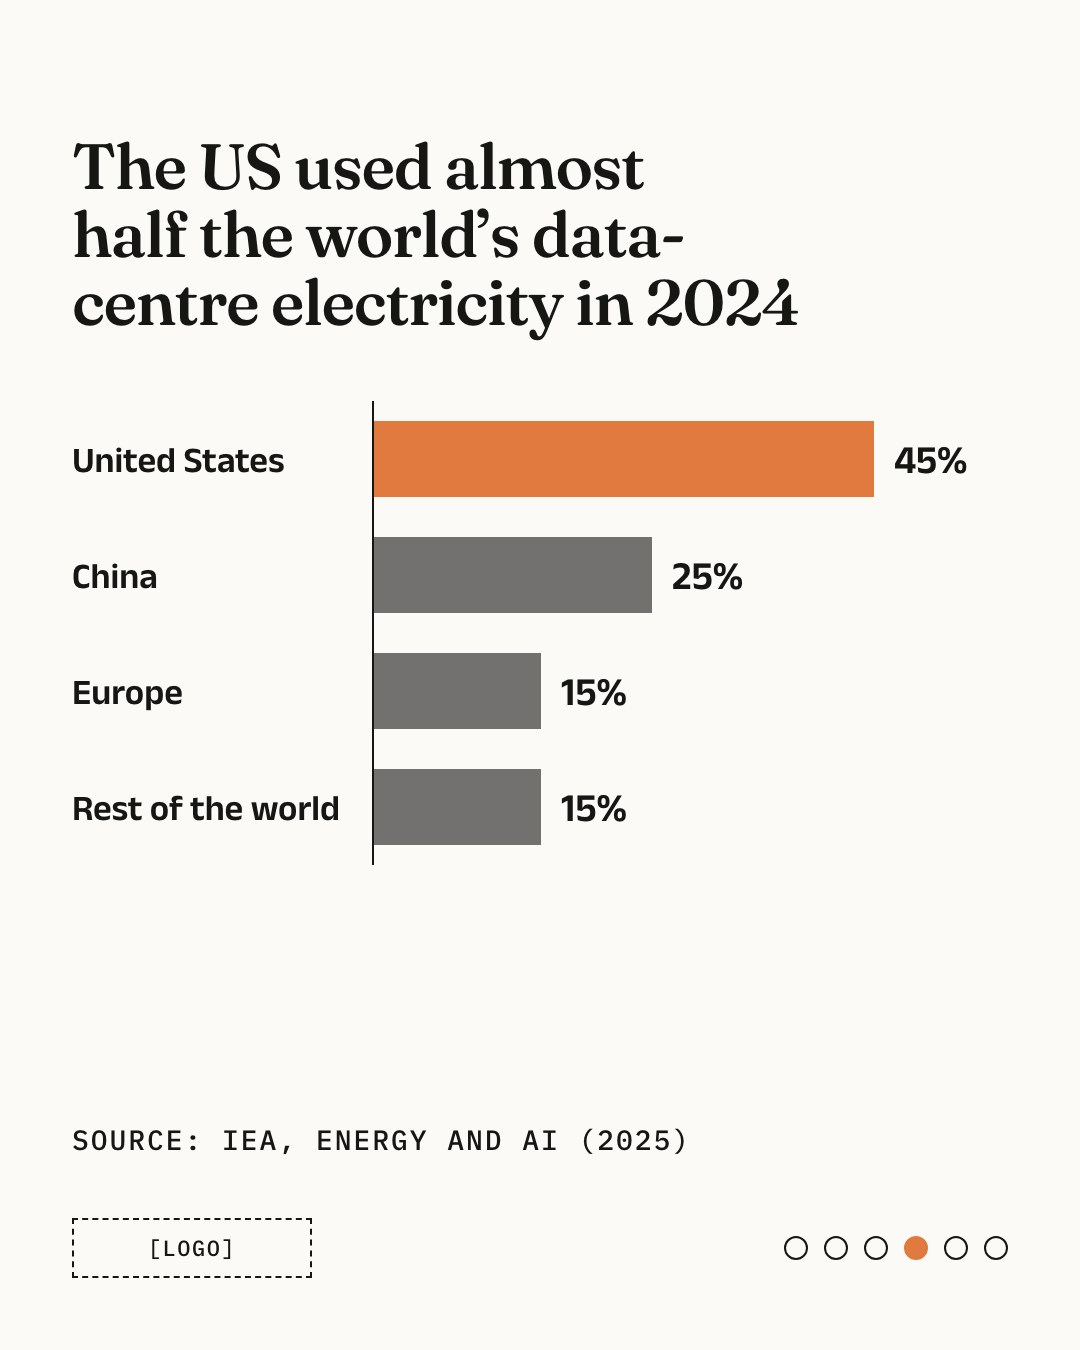 The US used almost
half the world’s data-
centre electricity in 2024
United States
45%
China
25%
Europe
15%
Rest of the world
15%
SOURCE: IEA, ENERGY AND AI (2025)
[LOGO]